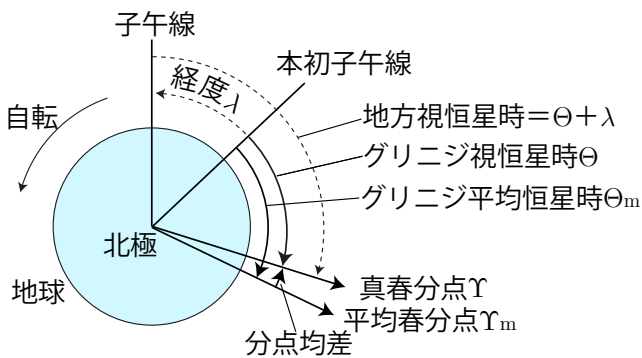 子午線
本初子午線
経度λ
自転
地方視恒星時＝Θ＋λ
グリニジ視恒星時Θ
グリニジ平均恒星時Θm
北極
地球
真春分点ϒ
平均春分点ϒm
分点均差